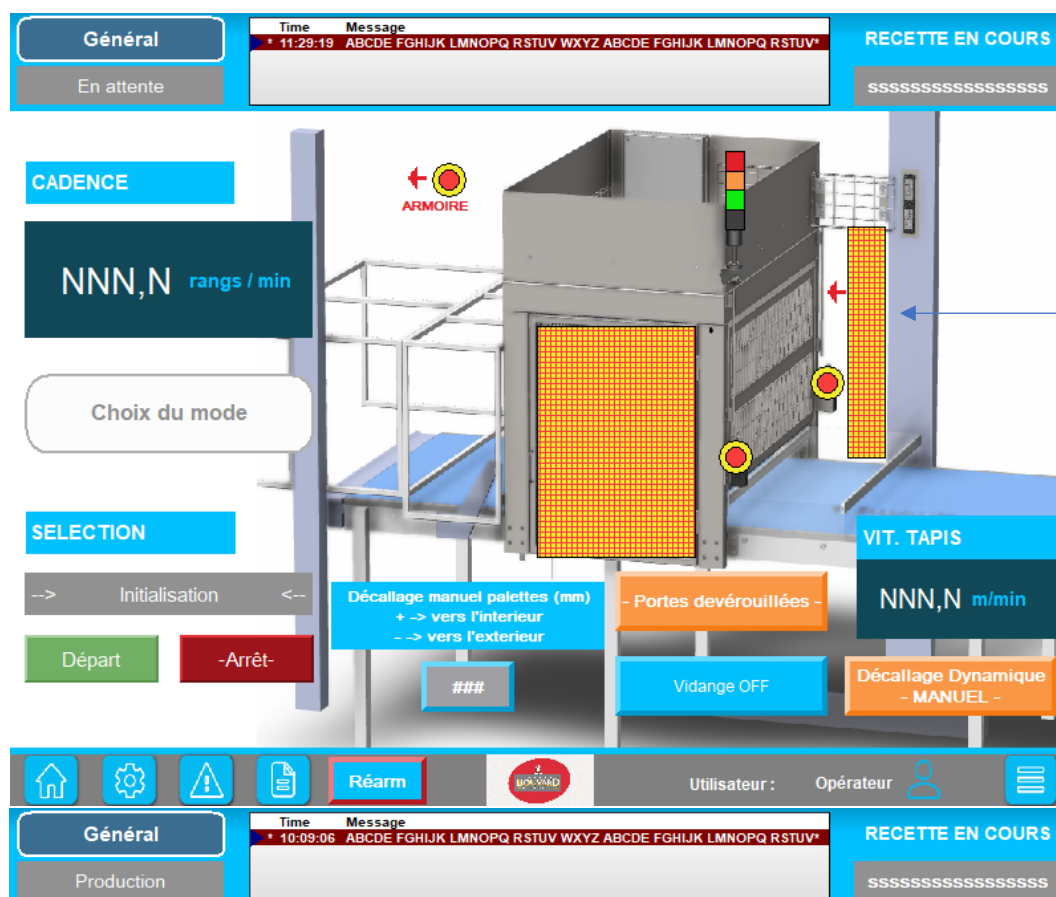 Général
En attente
Time Message
* 11:29:19 ABCDE FGHIJK LMNOPQ RSTUV WXYZ ABCDE FGHIJK LMNOPQ RSTUV*
RECETTE EN COURS
sssssssssssssssss
CADENCE
NNN,N rangs / min
ARMOIRE
Choix du mode
SELECTION
--> Initialisation <--
Départ
-Arrêt-
Décallage manuel palettes (mm)
+ -> vers l'interieur
- -> vers l'exterieur
###
- Portes devérouillées -
Vidange OFF
VIT. TAPIS
NNN,N m/min
Décallage Dynamique
- MANUEL -
Réarm
BOUVARD
Utilisateur :
Opérateur
Général
Production
Time Message
* 10:09:06 ABCDE FGHIJK LMNOPQ RSTUV WXYZ ABCDE FGHIJK LMNOPQ RSTUV*
RECETTE EN COURS
sssssssssssssssss